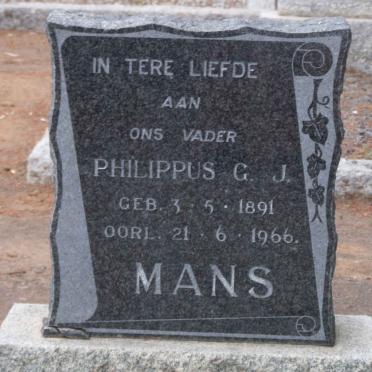 IN TERE LIEFDE
AAN
ONS VADER
PHILIPPUS G. J.
GEB. 3 · 5 · 1891
OORL. 21 · 6 · 1966.
MANS